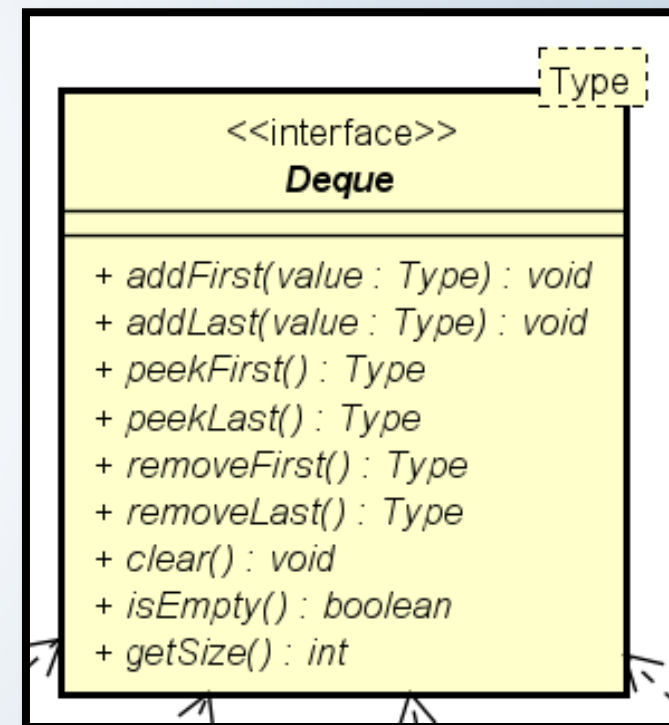 Type
<<interface>>
Deque
+ addFirst(value : Type) : void
+ addLast(value : Type) : void
+ peekFirst() : Type
+ peekLast() : Type
+ removeFirst() : Type
+ removeLast() : Type
+ clear() : void
+ isEmpty() : boolean
+ getSize() : int